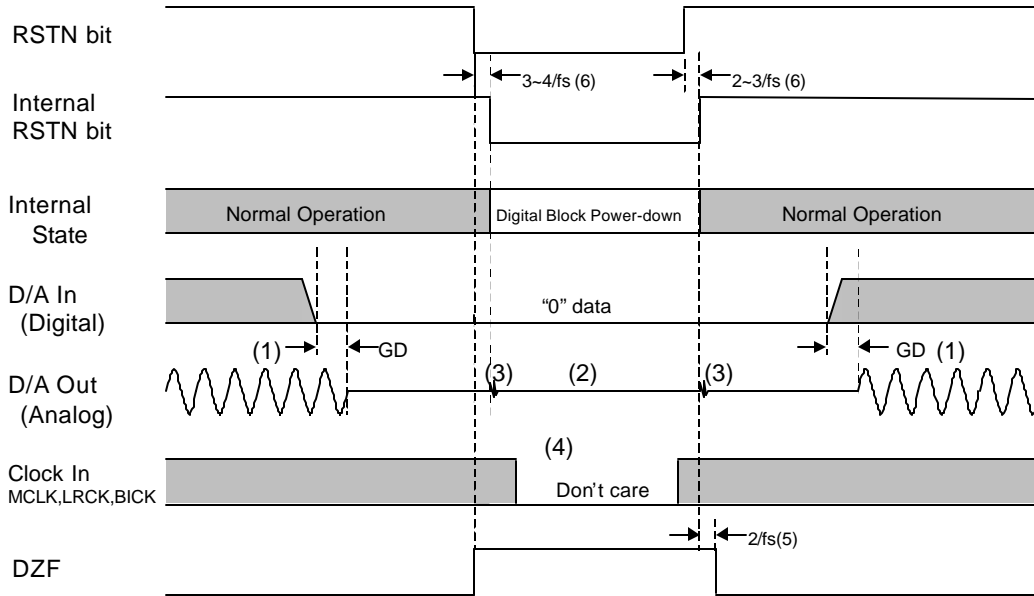 RSTN bit
3~4/fs (6)
2~3/fs (6)
Internal
RSTN bit
Internal
State
Normal Operation
Digital Block Power-down
Normal Operation
D/A In
(Digital)
“0” data
(1)
GD
GD
(1)
D/A Out
(Analog)
(3)
(2)
(3)
(4)
Clock In
MCLK,LRCK,BICK
Don’t care
2/fs(5)
DZF